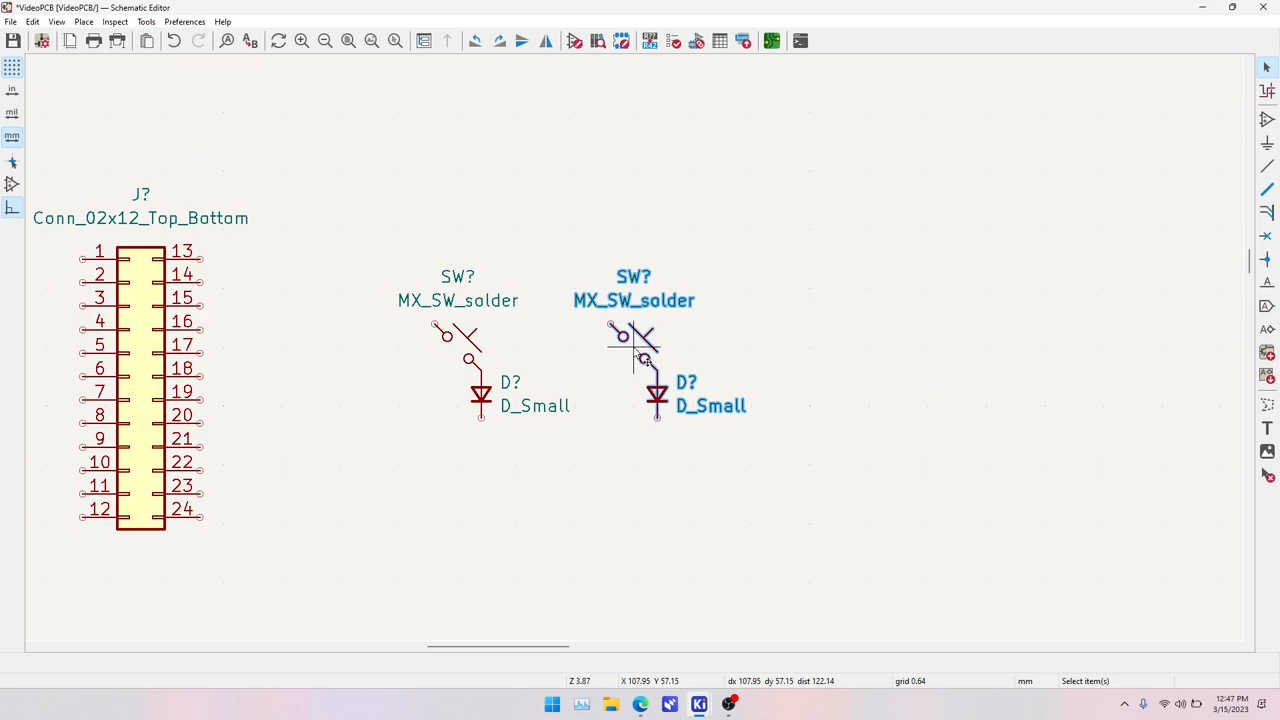 *VideoPCB [VideoPCB/] — Schematic Editor
File Edit View Place Inspect Tools Preferences Help
in
mil
mm
J?
Conn_02x12_Top_Bottom
1 13
2 14
3 15
4 16
5 17
6 18
7 19
8 20
9 21
10 22
11 23
12 24
SW?
MX_SW_solder
D?
D_Small
SW?
MX_SW_solder
D?
D_Small
Z 3.87 X 107.95 Y 57.15 dx 107.95 dy 57.15 dist 122.14 grid 0.64 mm Select item(s)
12:47 PM
3/15/2023